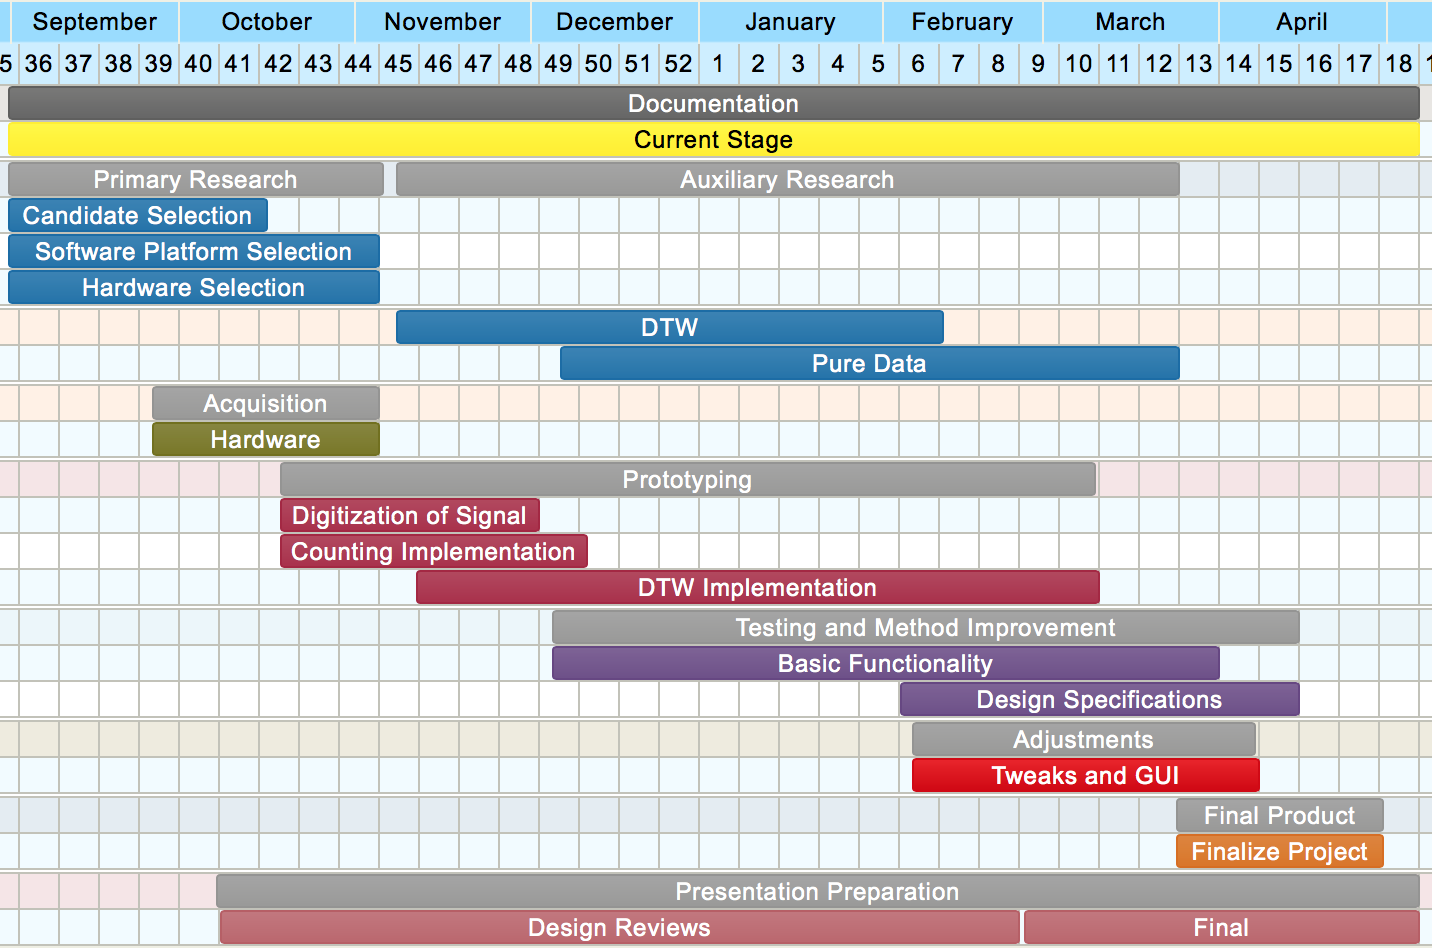 September October November December January February March April
5 36 37 38 39 40 41 42 43 44 45 46 47 48 49 50 51 52 1 2 3 4 5 6 7 8 9 10 11 12 13 14 15 16 17 18 1
Documentation
Current Stage
Primary Research Auxiliary Research
Candidate Selection
Software Platform Selection
Hardware Selection
DTW
Pure Data
Acquisition
Hardware
Prototyping
Digitization of Signal
Counting Implementation
DTW Implementation
Testing and Method Improvement
Basic Functionality
Design Specifications
Adjustments
Tweaks and GUI
Final Product
Finalize Project
Presentation Preparation
Design Reviews Final